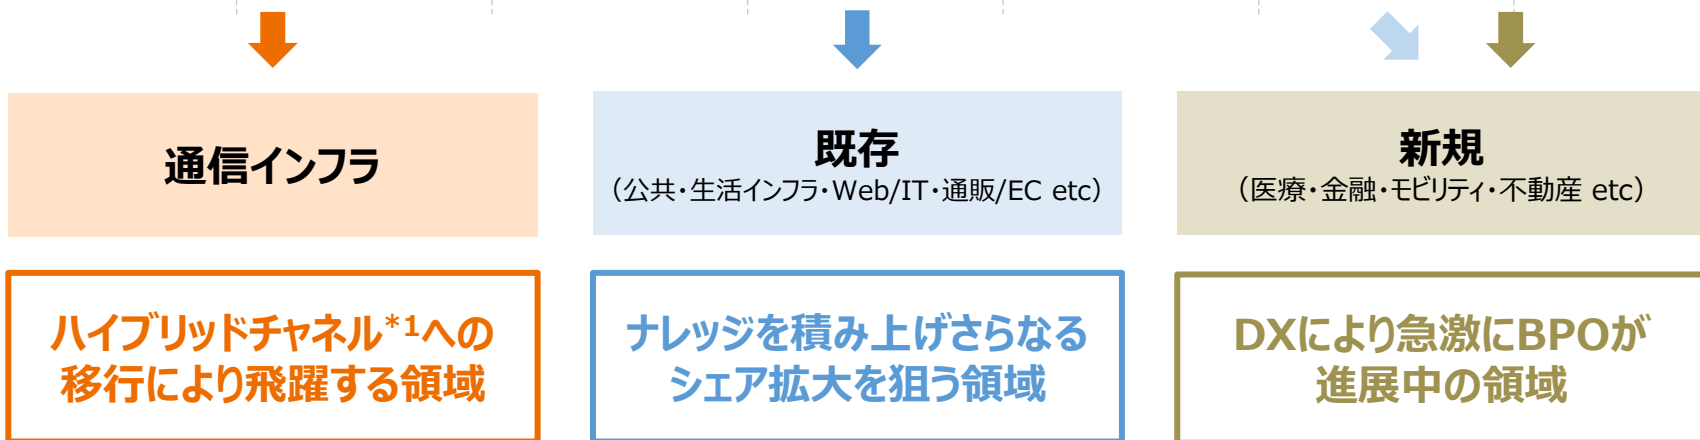 通信インフラ
既存
（公共・生活インフラ・Web/IT・通販/EC etc）
新規
（医療・金融・モビリティ・不動産 etc）
ハイブリッドチャネル*1への
移行により飛躍する領域
ナレッジを積み上げさらなる
シェア拡大を狙う領域
DXにより急激にBPOが
進展中の領域